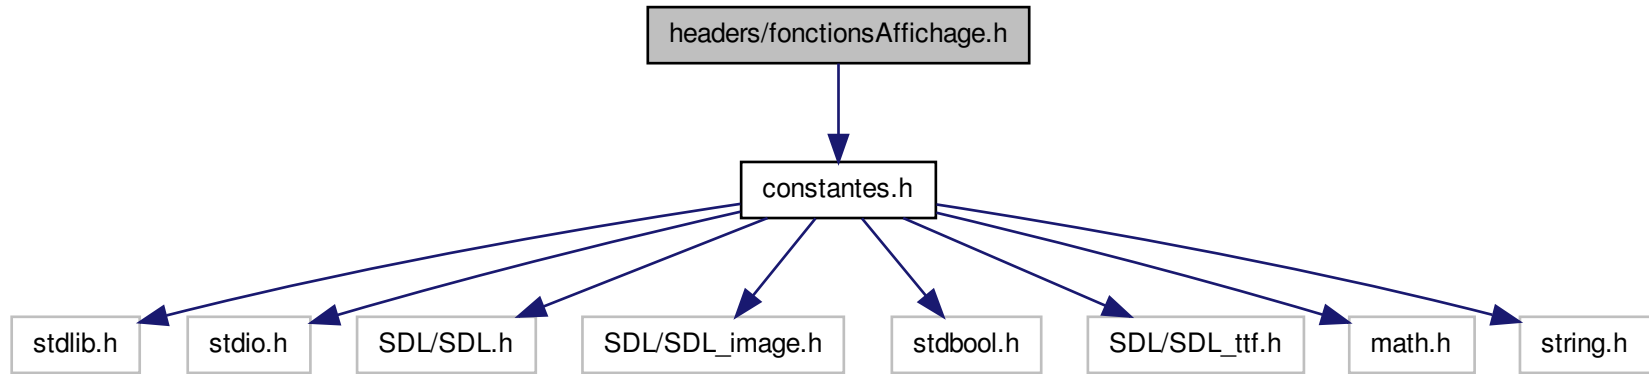 headers/fonctionsAffichage.h
constantes.h
stdlib.h
stdio.h
SDL/SDL.h
SDL/SDL_image.h
stdbool.h
SDL/SDL_ttf.h
math.h
string.h